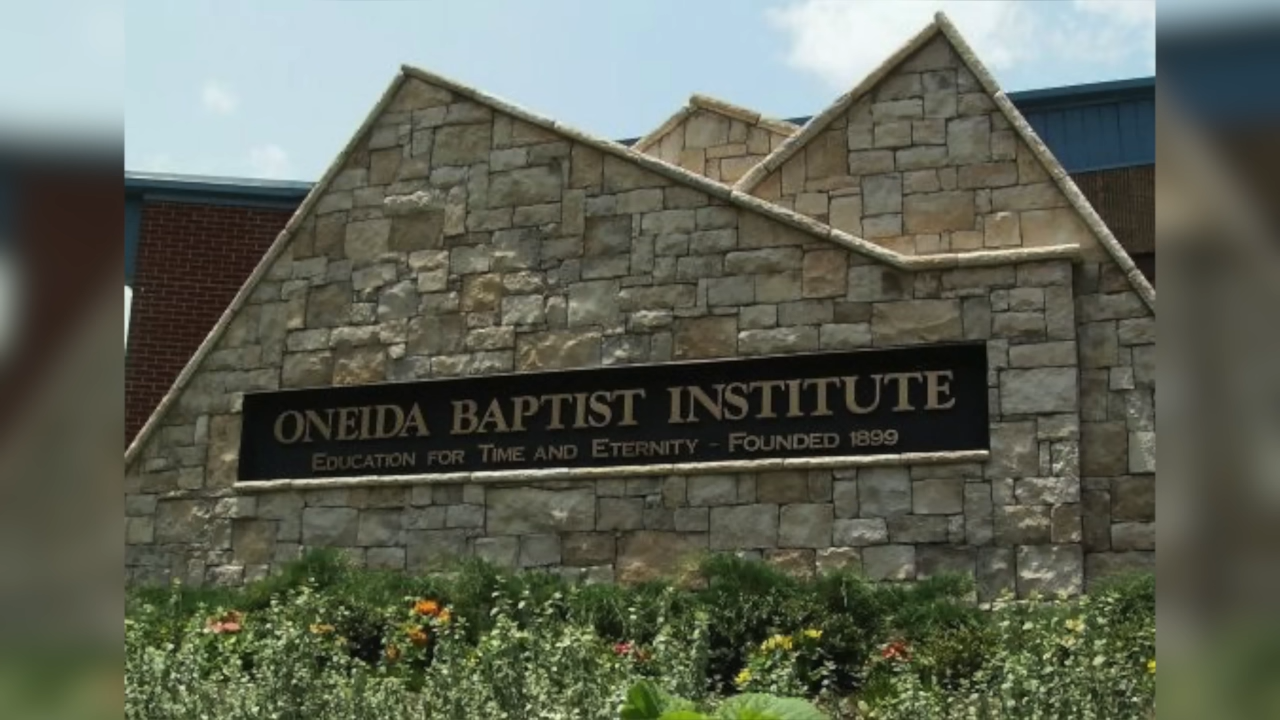 ONEIDA BAPTIST INSTITUTE
EDUCATION FOR TIME AND ETERNITY - FOUNDED 1899